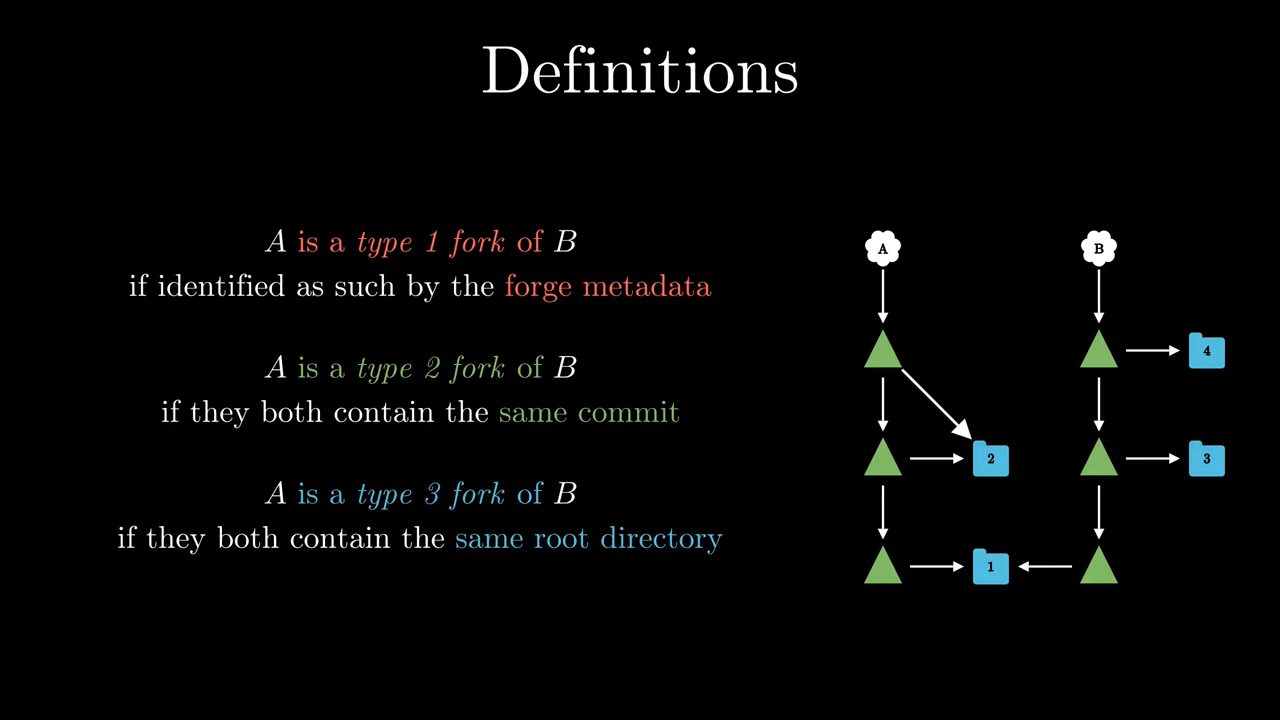 Definitions
A is a type 1 fork of B
if identified as such by the forge metadata
A is a type 2 fork of B
if they both contain the same commit
A is a type 3 fork of B
if they both contain the same root directory
A
B
4
2
3
1